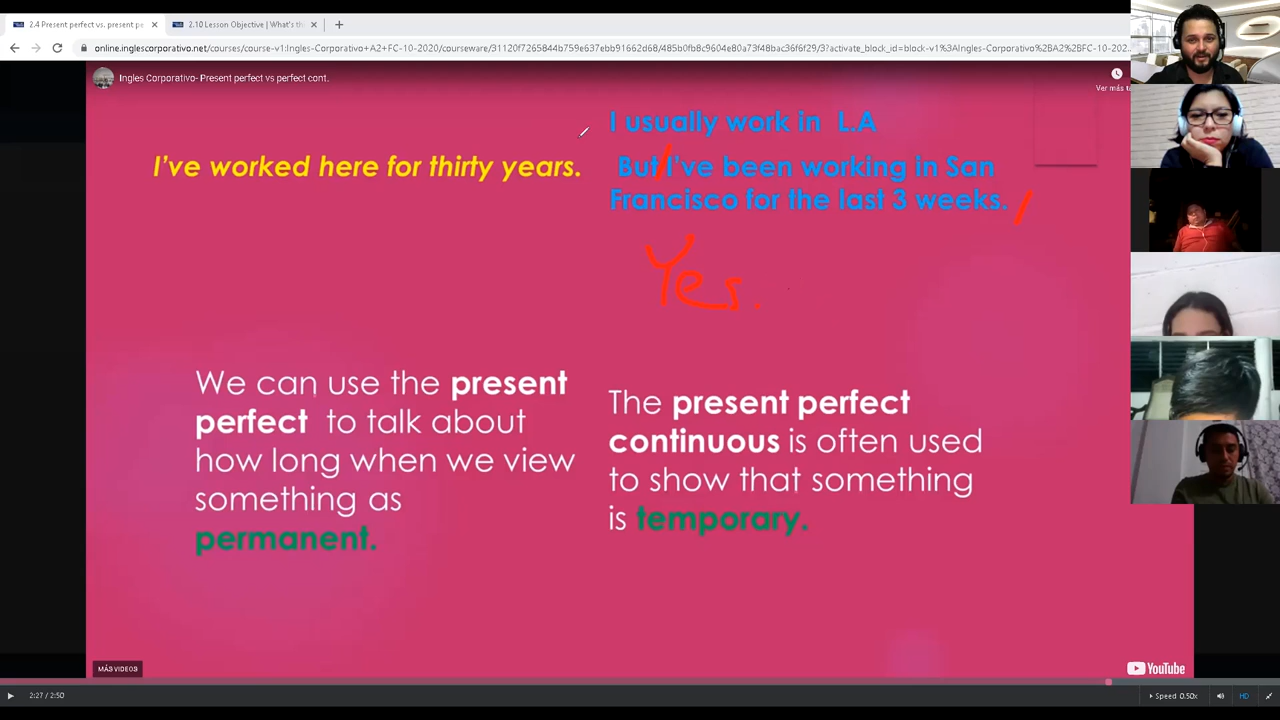 2.4 Present perfect vs. present pe
2.10 Lesson Objective | What's th
online.inglescorporativo.net/courses/course-v1:Ingles-Corporativo+A2+FC-10-2020/courseware/31120f7265844b759e637ebb91662d68/485b0fb8c9604e80a73f48bac36f6f29/3?activate_block_id=block-v1%3AIngles-Corporativo%2BA2%2BFC-10-202...
Ingles Corporativo- Present perfect vs perfect cont.
Ver más ta
I usually work in L.A
I've worked here for thirty years.
But I've been working in San
Francisco for the last 3 weeks.
Yes.
We can use the present
perfect to talk about
how long when we view
something as
permanent.
The present perfect
continuous is often used
to show that something
is temporary.
MÁS VIDEOS
YouTube
2:27 / 2:50
Speed 0.50x
HD